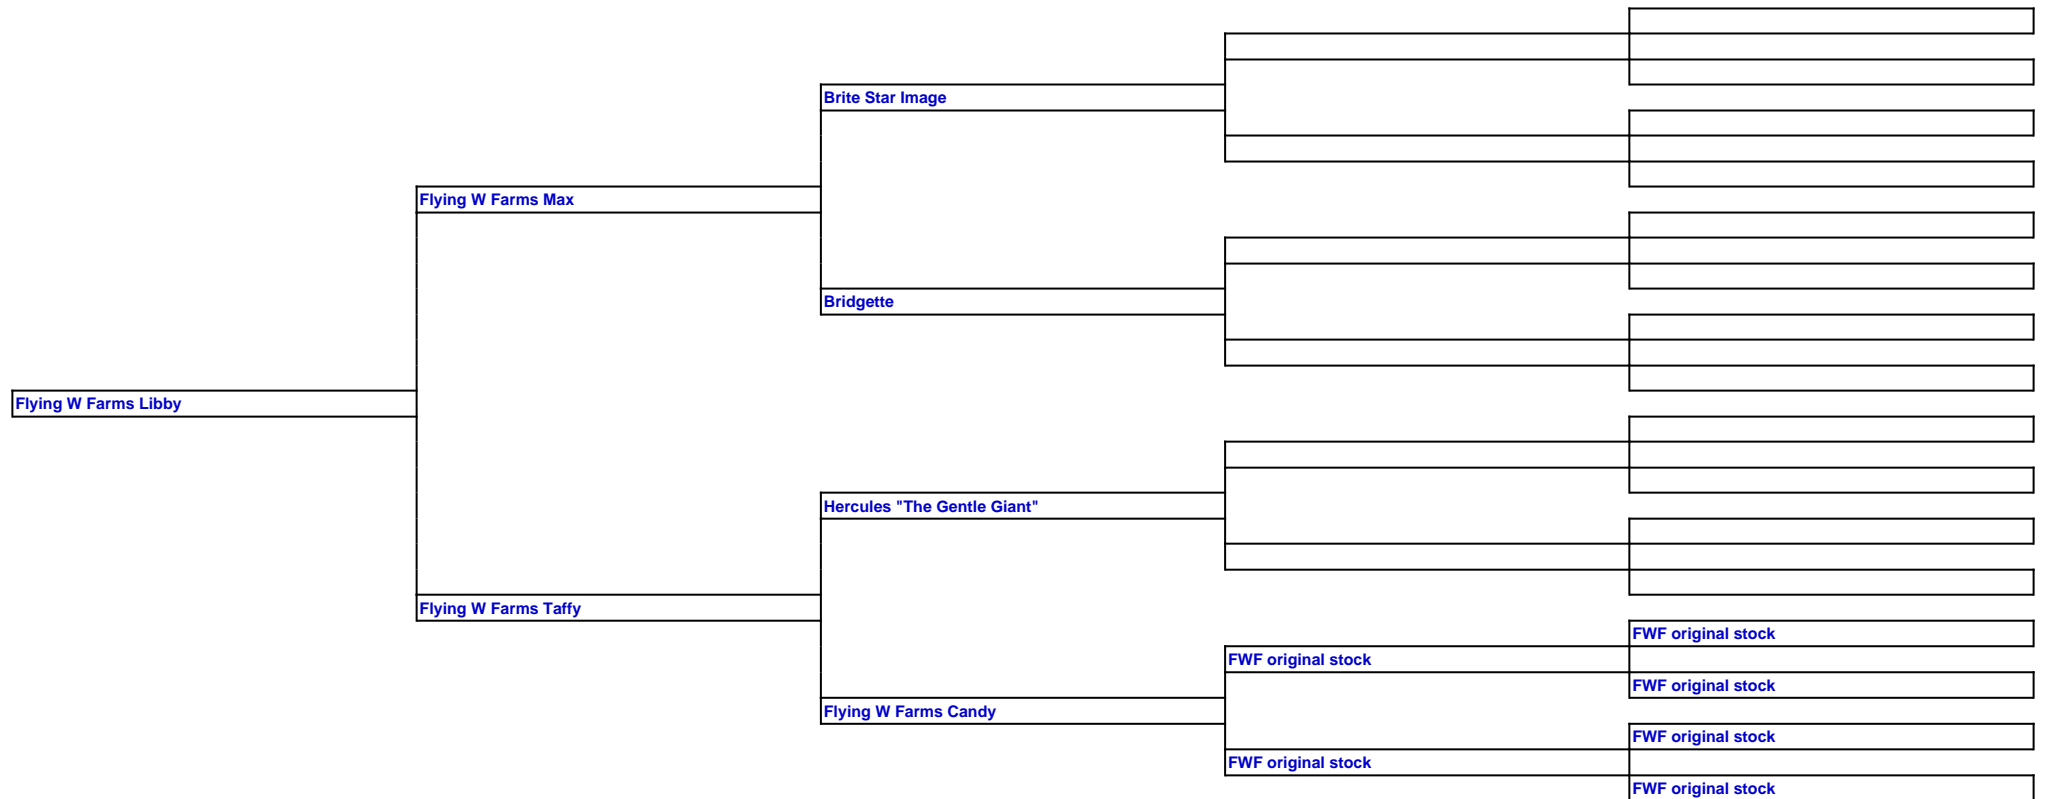 Brite Star Image
Flying W Farms Max
Bridgette
Flying W Farms Libby
Hercules "The Gentle Giant"
Flying W Farms Taffy
FWF original stock
FWF original stock
FWF original stock
Flying W Farms Candy
FWF original stock
FWF original stock
FWF original stock